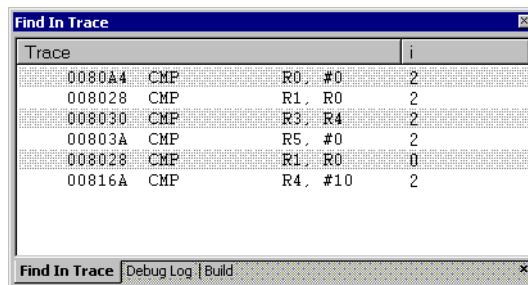 Find In Trace
Trace i
0080A4 CMP R0, #0 2
008028 CMP R1, R0 2
008030 CMP R3, R4 2
00803A CMP R5, #0 2
008028 CMP R1, R0 0
00816A CMP R4, #10 2
Find In Trace Debug Log Build